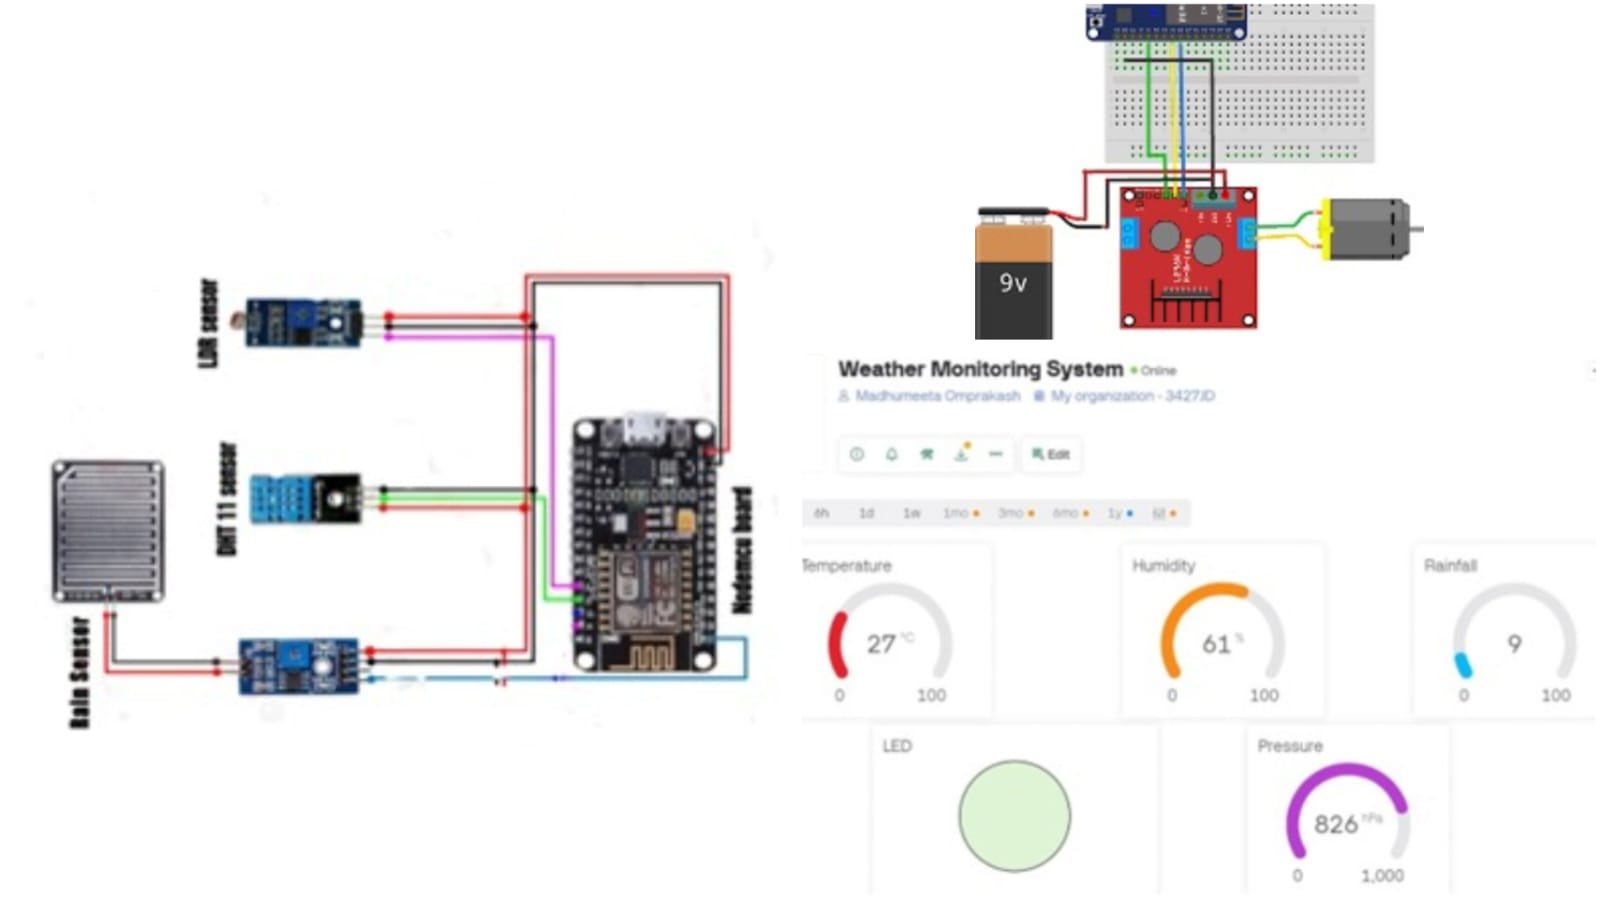 LDR sensor
DHT 11 sensor
Rain Sensor
Nodemcu board
9v
Weather Monitoring System
Online
Madhumeeta Omprakash
My organization - 3427JD
Edit
6h 1d 1w 1mo 3mo 6mo 1y
Temperature
27 °C
0 100
Humidity
61 %
0 100
Rainfall
9
0 100
LED
Pressure
826 hPa
0 1,000